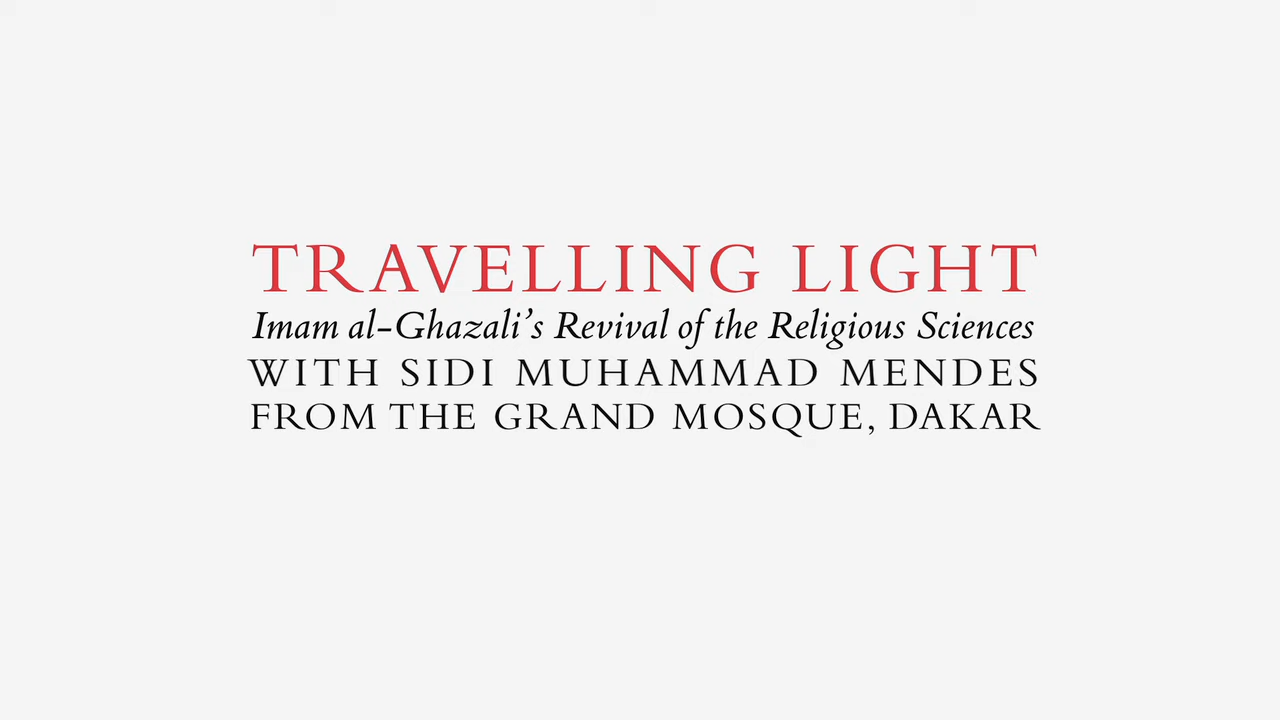 TRAVELLING LIGHT
Imam al-Ghazali's Revival of the Religious Sciences
WITH SIDI MUHAMMAD MENDES
FROM THE GRAND MOSQUE, DAKAR